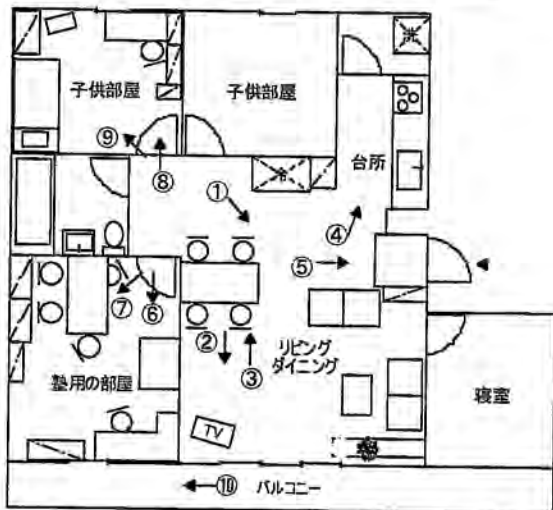 洗
子供部屋
子供部屋
台所
冷
⑨
⑧
①
④
⑤
⑦
⑥
②
③
リビング
ダイニング
塾用の部屋
寝室
TV
⑩
バルコニー